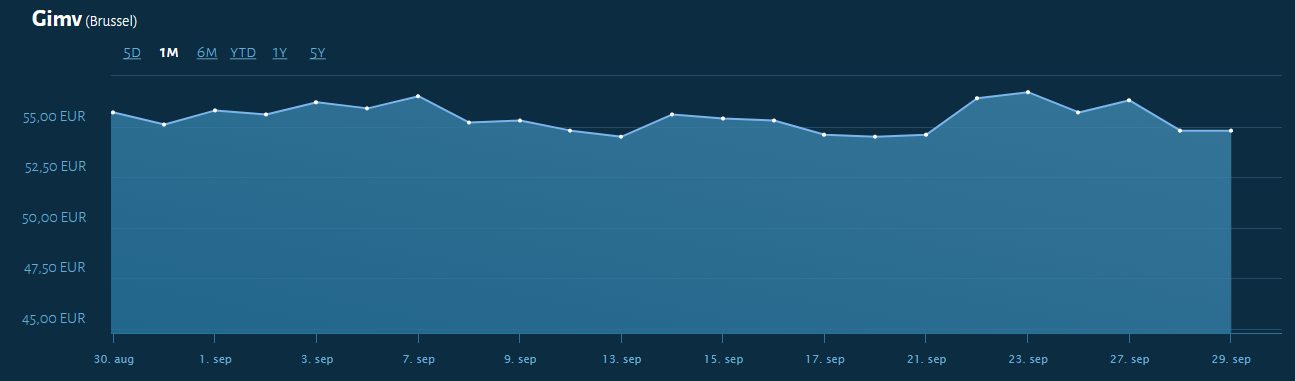 Gimv (Brussel)
5D 1M 6M YTD 1Y 5Y
55,00 EUR
52,50 EUR
50,00 EUR
47,50 EUR
45,00 EUR
30. aug 1. sep 3. sep 7. sep 9. sep 13. sep 15. sep 17. sep 21. sep 23. sep 27. sep 29. sep